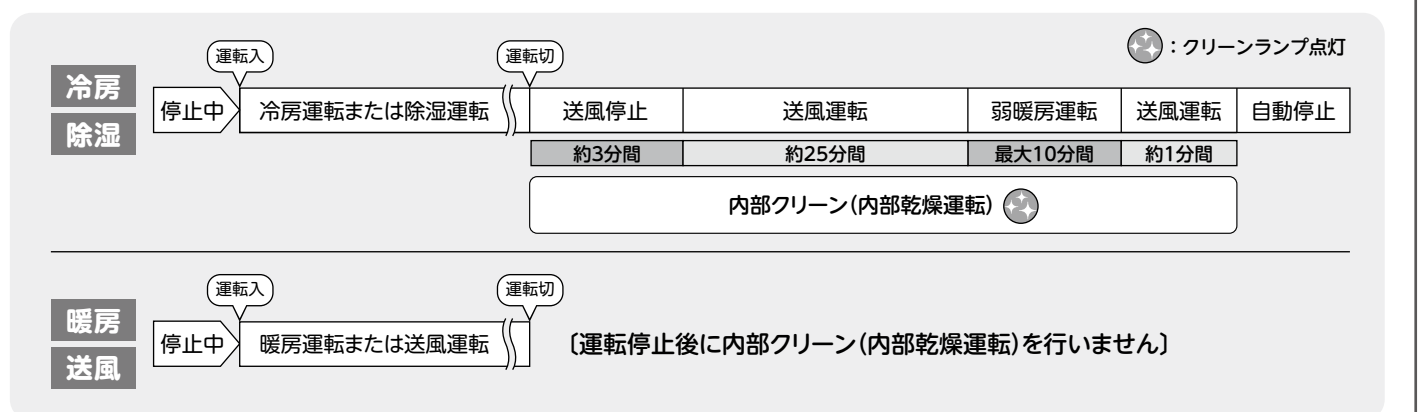 :クリーンランプ点灯
冷房
除湿
運転入
運転切
停止中
冷房運転または除湿運転
送風停止
送風運転
弱暖房運転
送風運転
自動停止
約3分間
約25分間
最大10分間
約1分間
内部クリーン(内部乾燥運転)
暖房
送風
運転入
運転切
停止中
暖房運転または送風運転
〔運転停止後に内部クリーン(内部乾燥運転)を行いません〕